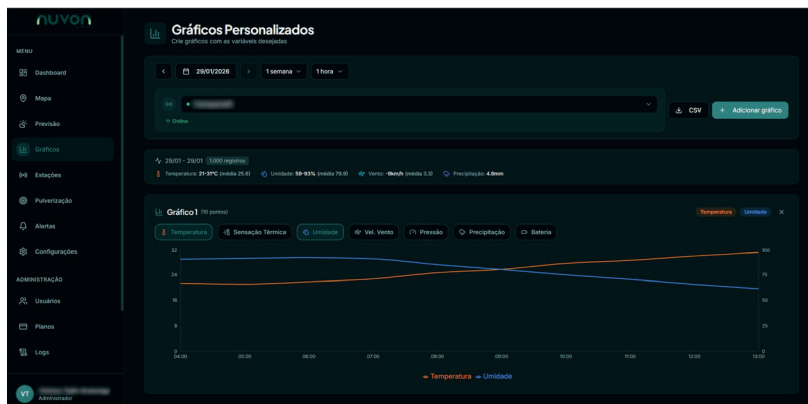 nuvon
MENU
Dashboard
Mapa
Previsão
Gráficos
Estações
Pulverização
Alertas
Configurações
ADMINISTRAÇÃO
Usuários
Planos
Logs
VT
Administrador
Gráficos Personalizados
Crie gráficos com as variáveis desejadas
29/01/2026
1 semana
1 hora
Online
CSV
+ Adicionar gráfico
29/01 - 29/01 1.000 registros
Temperatura: 21-31°C (média 25.6) Umidade: 59-93% (média 79.9) Vento: -9km/h (média 3.3) Precipitação: 4.6mm
Gráfico 1 (10 pontos)
Temperatura Umidade
Temperatura Sensação Térmica Umidade Vel. Vento Pressão Precipitação Bateria
32 100
24 75
16 50
8 25
0 0
04:00 05:00 06:00 07:00 08:00 09:00 10:00 11:00 12:00 13:00
Temperatura Umidade